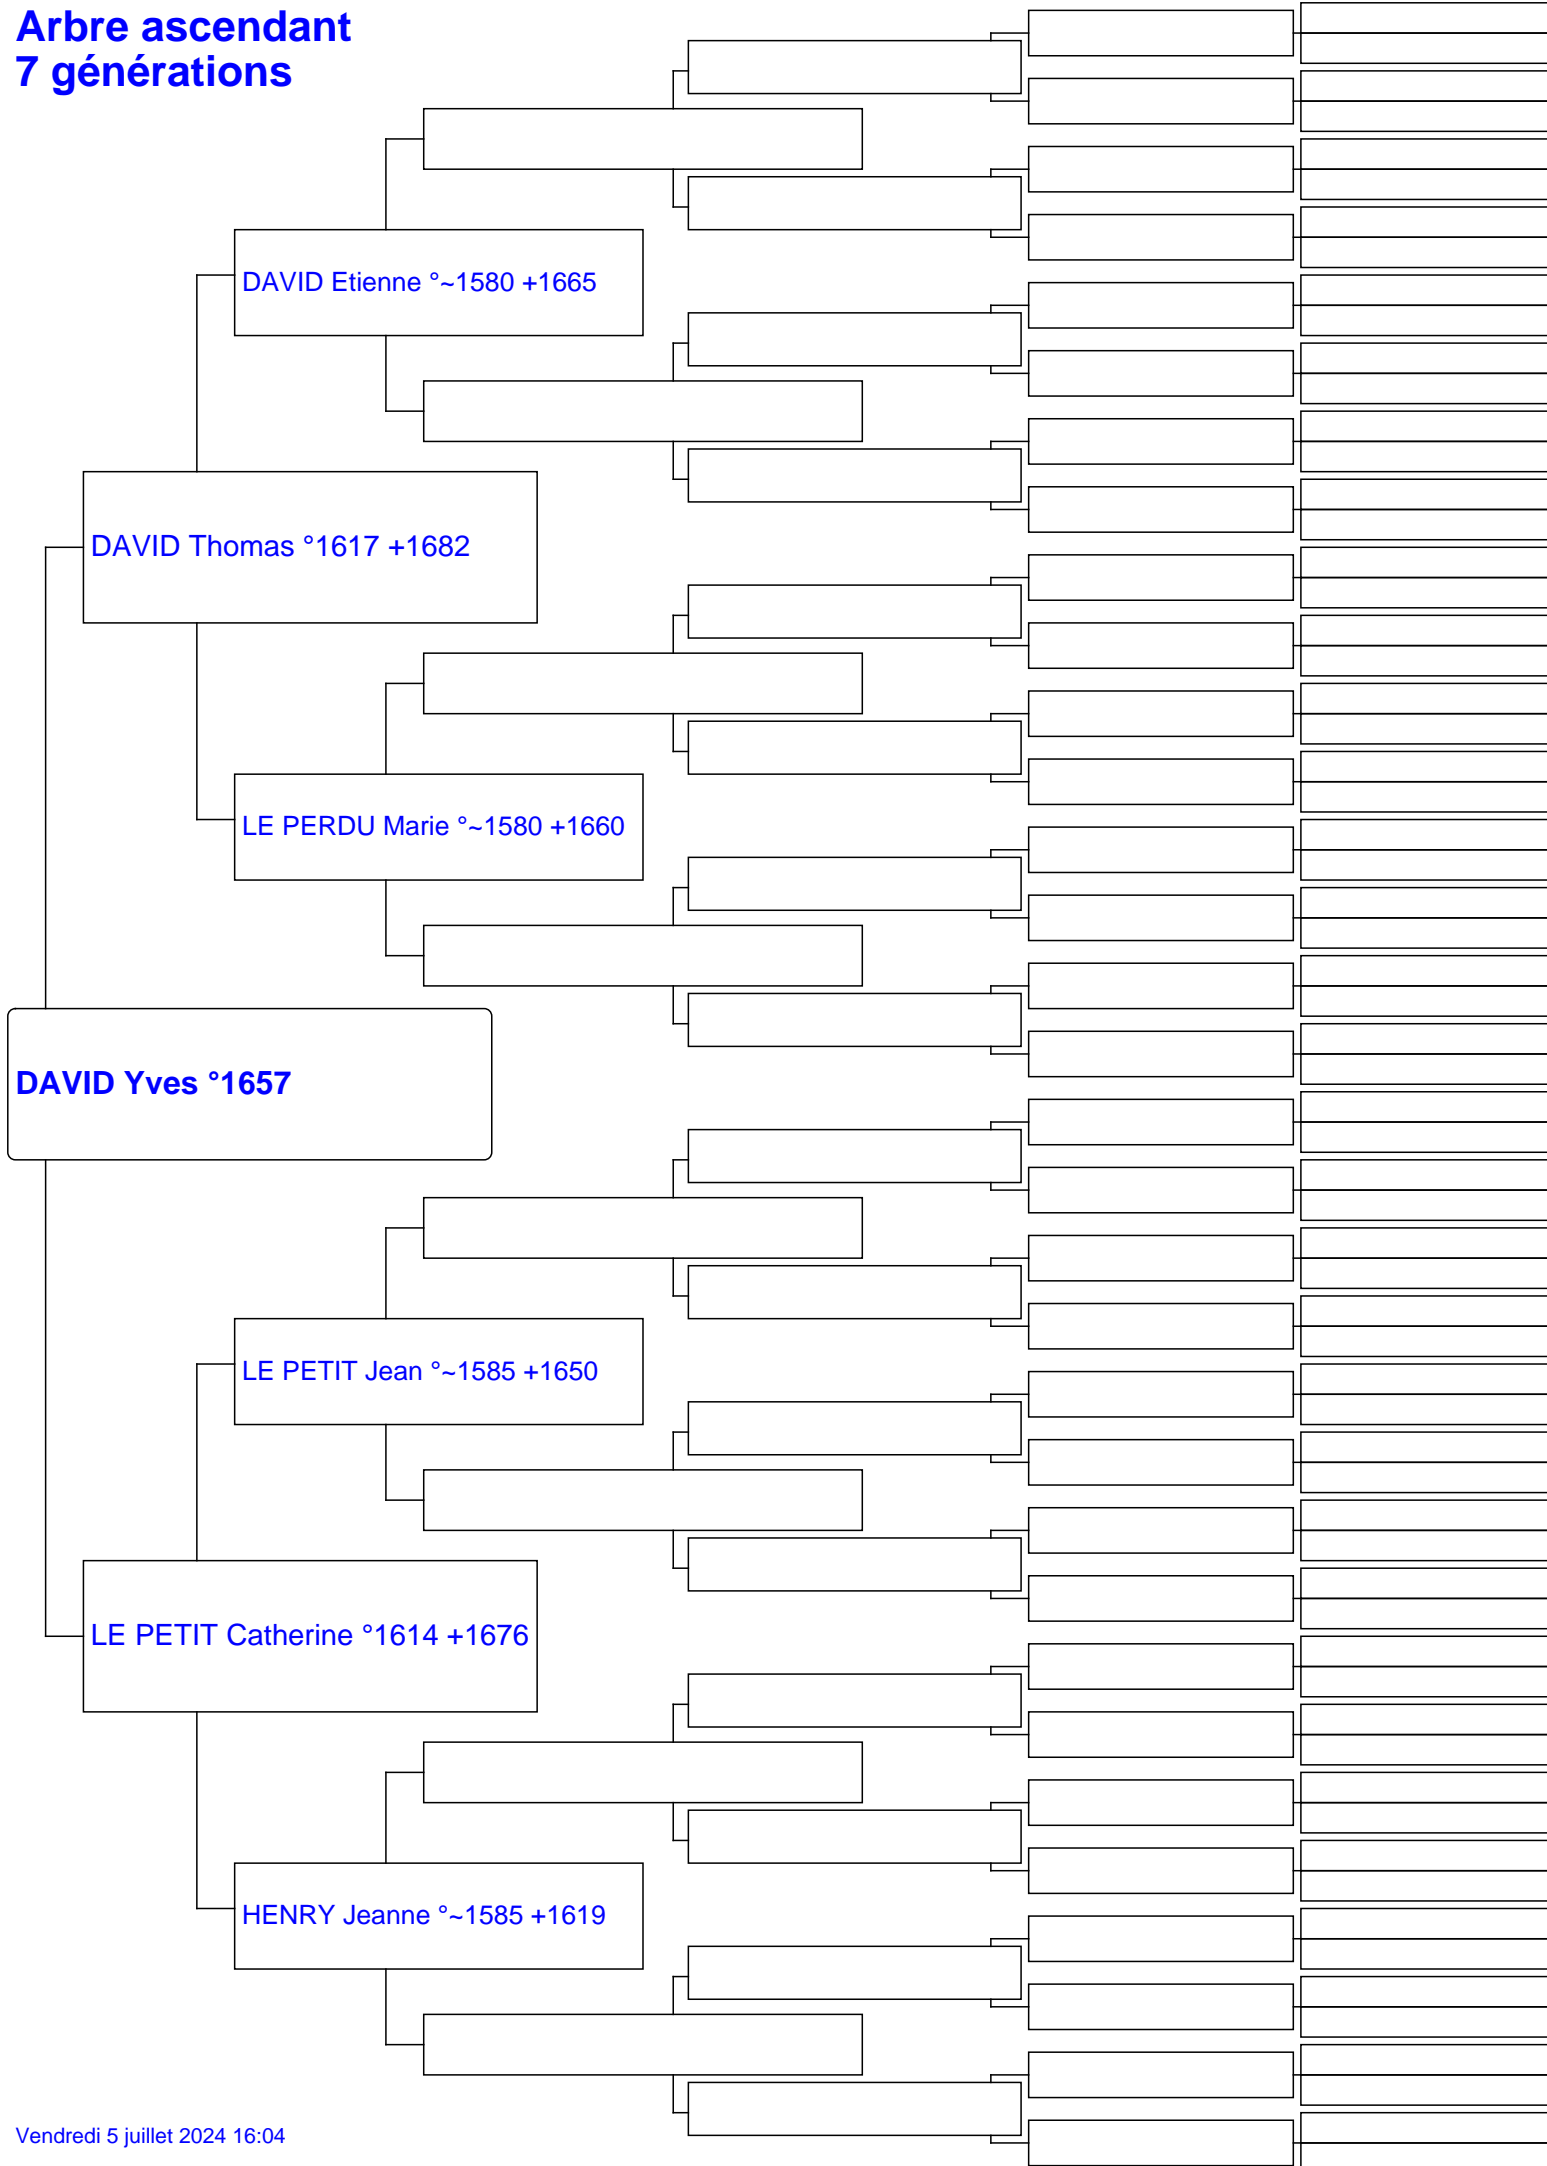 Arbre ascendant
7 générations
DAVID Etienne °~1580 +1665
DAVID Thomas °1617 +1682
LE PERDU Marie °~1580 +1660
DAVID Yves °1657
LE PETIT Jean °~1585 +1650
LE PETIT Catherine °1614 +1676
HENRY Jeanne °~1585 +1619
Vendredi 5 juillet 2024 16:04